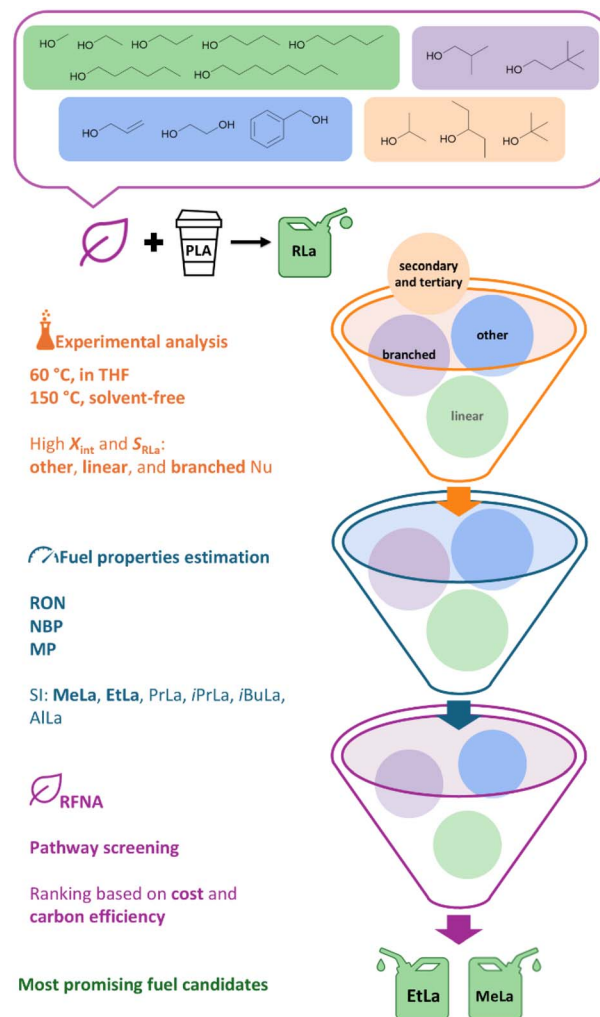 HO HO HO HO HO
HO HO
HO HO
HO HO OH OH
HO HO HO
PLA
RLa
secondary
and tertiary
branched
other
linear
Experimental analysis
60 °C, in THF
150 °C, solvent-free
High Xint and SRLa:
other, linear, and branched Nu
Fuel properties estimation
RON
NBP
MP
SI: MeLa, EtLa, PrLa, iPrLa, iBuLa,
AlLa
RFNA
Pathway screening
Ranking based on cost and
carbon efficiency
Most promising fuel candidates
EtLa
MeLa